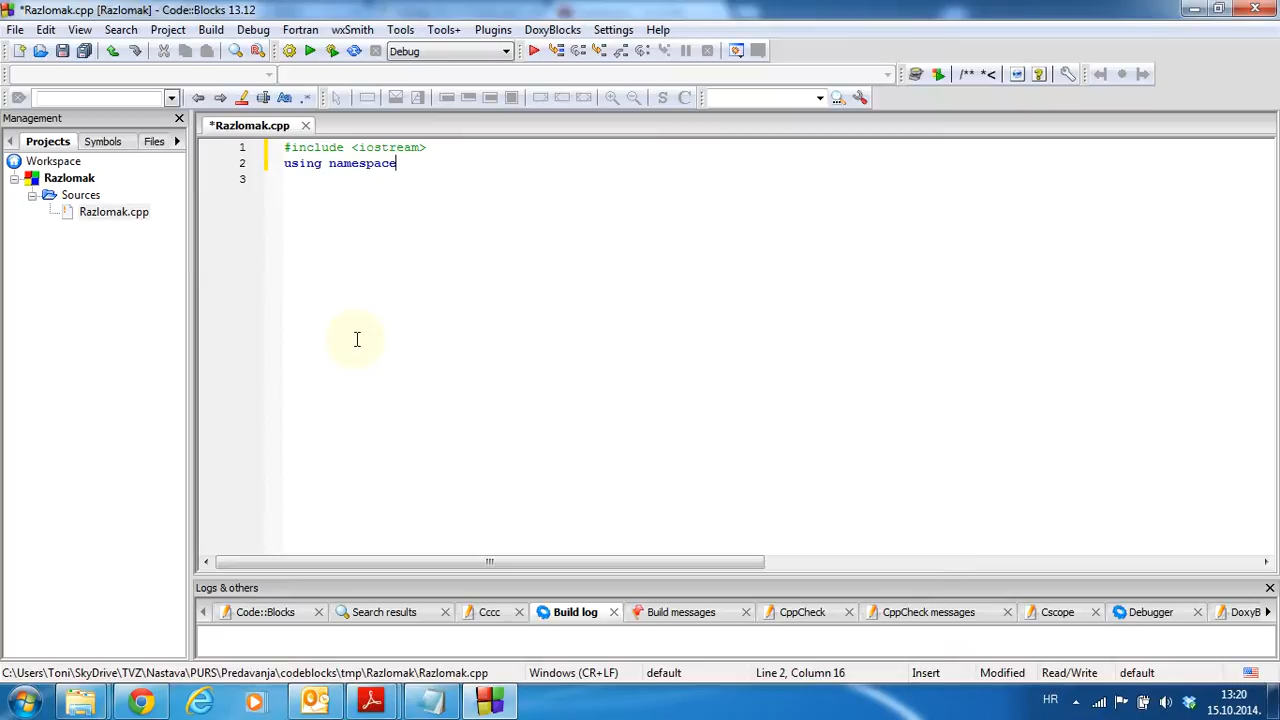 *Razlomak.cpp [Razlomak] - Code::Blocks 13.12
File Edit View Search Project Build Debug Fortran wxSmith Tools Tools+ Plugins DoxyBlocks Settings Help
Debug
/** *<
Aa .* S C
Management
Projects Symbols Files
*Razlomak.cpp
Workspace
Razlomak
Sources
Razlomak.cpp
1 #include <iostream>
2 using namespace
3
Logs & others
Code::Blocks Search results Cccc Build log Build messages CppCheck CppCheck messages Cscope Debugger DoxyB
C:\Users\Toni\SkyDrive\TVZ\Nastava\PURS\Predavanja\codeblocks\tmp\Razlomak\Razlomak.cpp Windows (CR+LF) default Line 2, Column 16 Insert Modified Read/Write default
HR
13:20
15.10.2014.